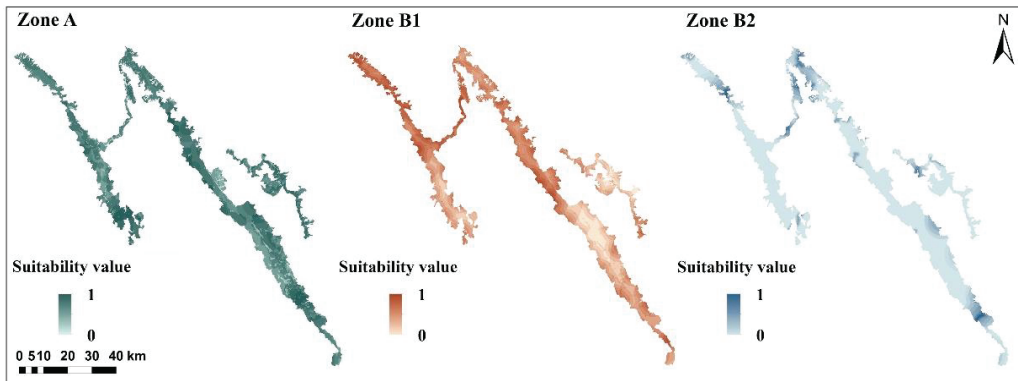 Zone A
Zone B1
Zone B2
N
Suitability value
1
0
Suitability value
1
0
Suitability value
1
0
0 510 20 30 40 km